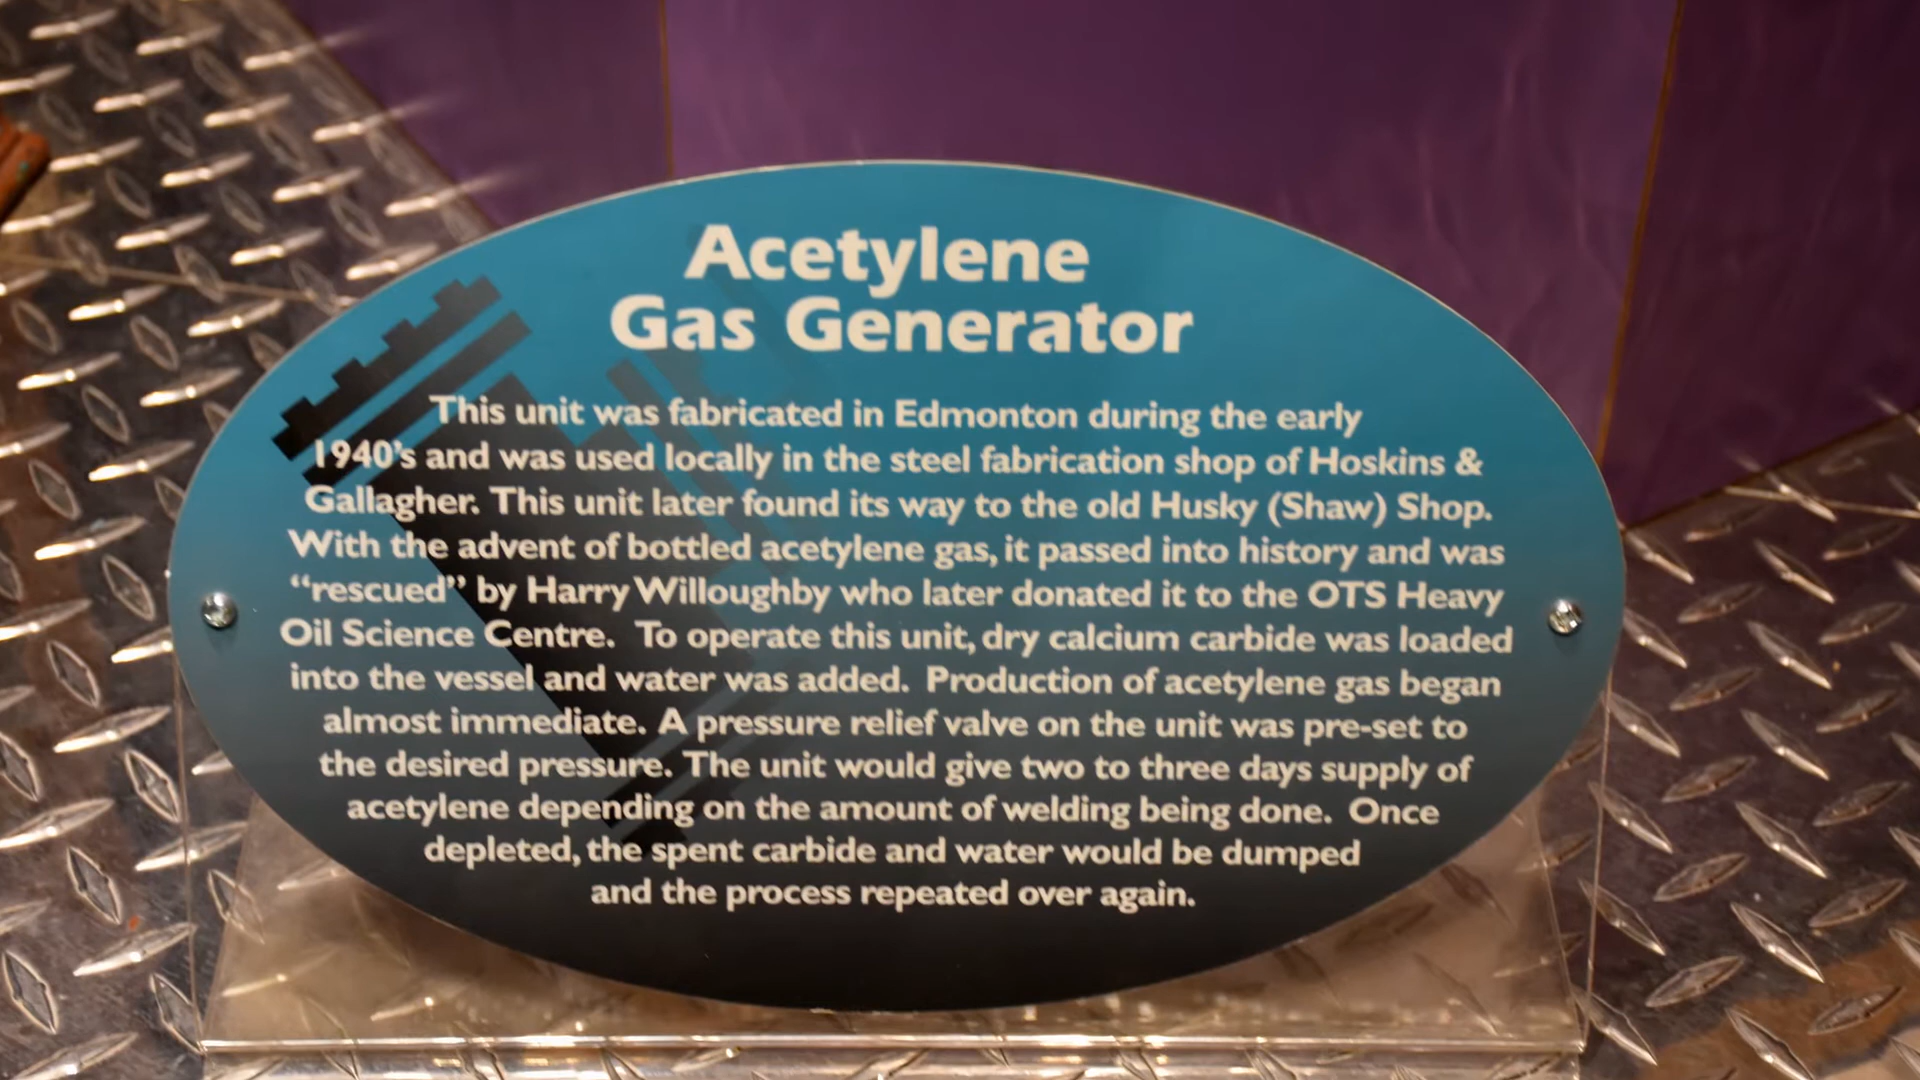 Acetylene
Gas Generator
This unit was fabricated in Edmonton during the early
1940's and was used locally in the steel fabrication shop of Hoskins &
Gallagher. This unit later found its way to the old Husky (Shaw) Shop.
With the advent of bottled acetylene gas, it passed into history and was
“rescued” by Harry Willoughby who later donated it to the OTS Heavy
Oil Science Centre. To operate this unit, dry calcium carbide was loaded
into the vessel and water was added. Production of acetylene gas began
almost immediate. A pressure relief valve on the unit was pre-set to
the desired pressure. The unit would give two to three days supply of
acetylene depending on the amount of welding being done. Once
depleted, the spent carbide and water would be dumped
and the process repeated over again.